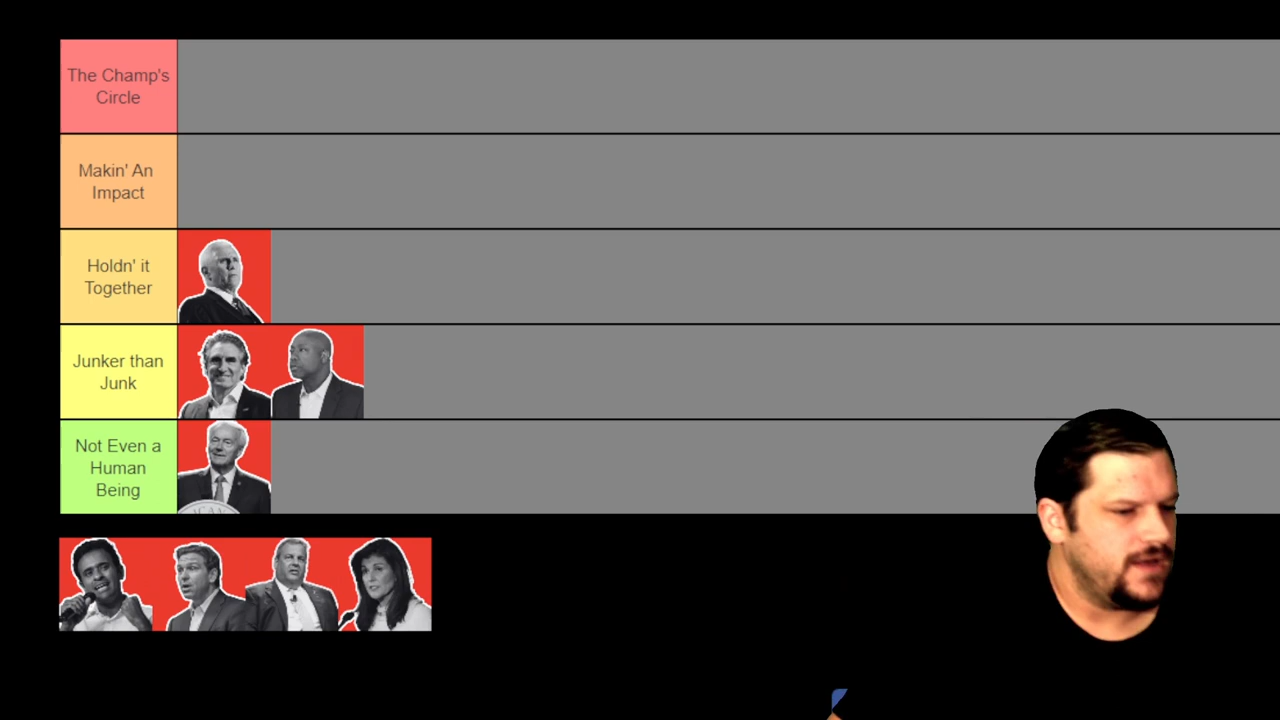 The Champ's
Circle
Makin' An
Impact
Holdn' it
Together
Junker than
Junk
Not Even a
Human
Being